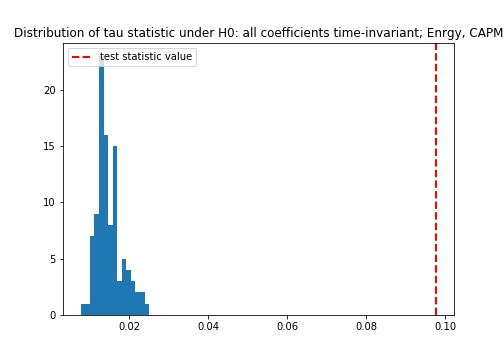 Distribution of tau statistic under H0: all coefficients time-invariant; Enrgy, CAPM
test statistic value
20
15
10
5
0
0.02 0.04 0.06 0.08 0.10